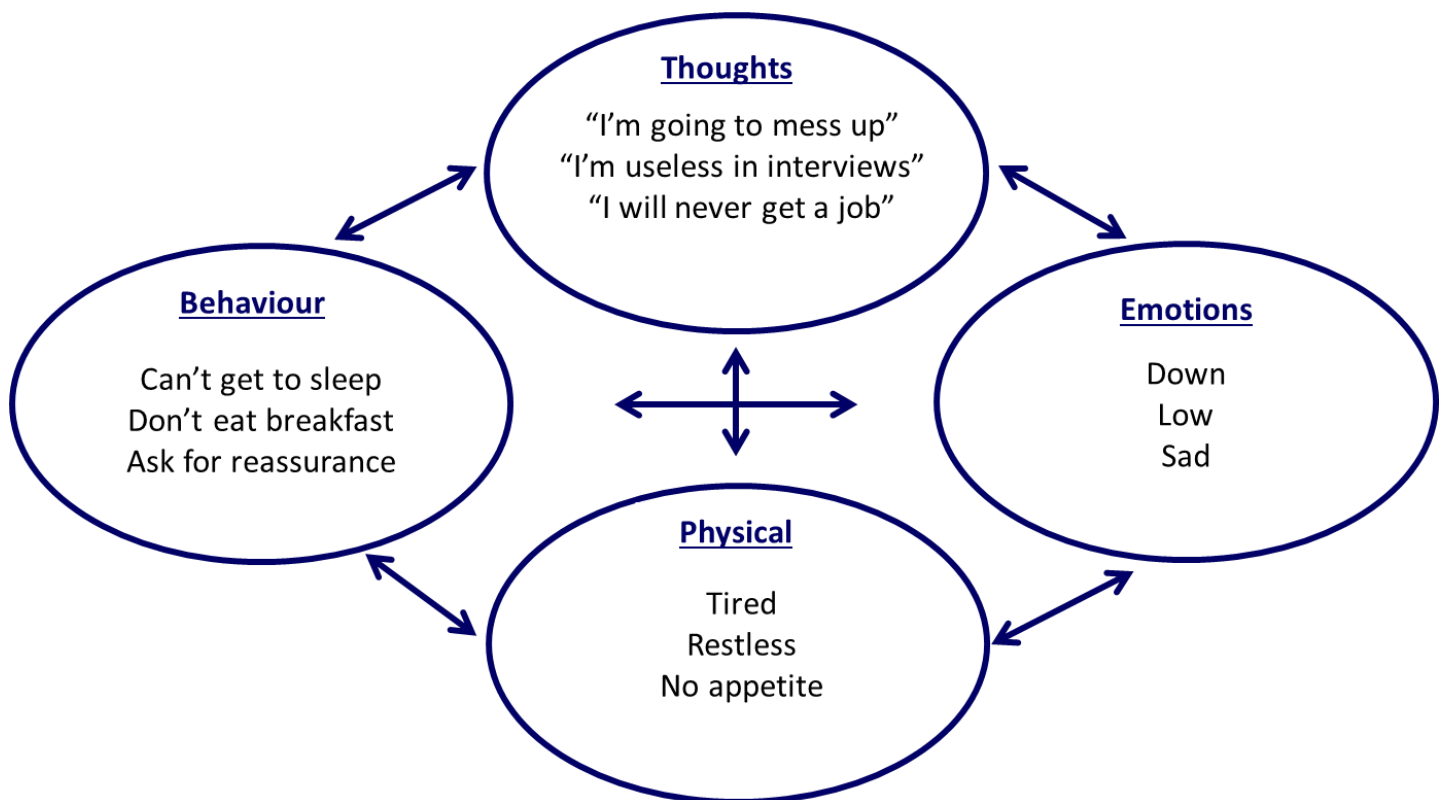 Thoughts
“I’m going to mess up”
“I’m useless in interviews”
“I will never get a job”
Behaviour
Can’t get to sleep
Don’t eat breakfast
Ask for reassurance
Emotions
Down
Low
Sad
Physical
Tired
Restless
No appetite